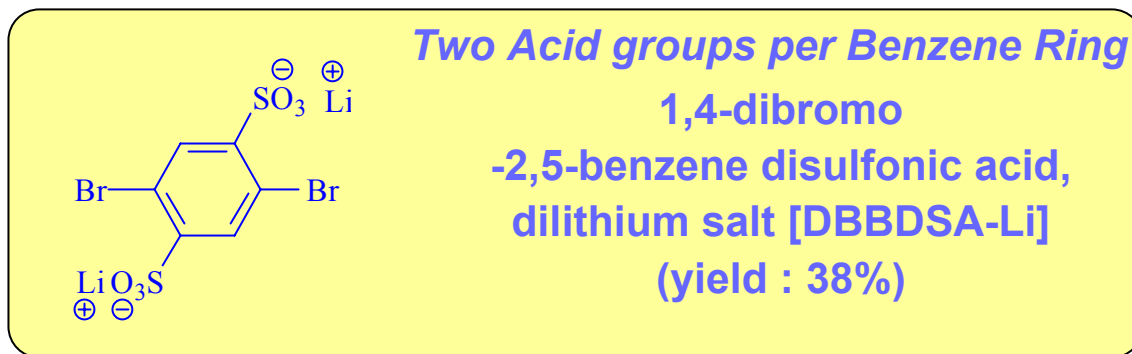 Two Acid groups per Benzene Ring
1,4-dibromo
-2,5-benzene disulfonic acid,
dilithium salt [DBBDSA-Li]
(yield : 38%)
⊖ ⊕
SO3 Li
Br Br
Li O3S
⊕ ⊖